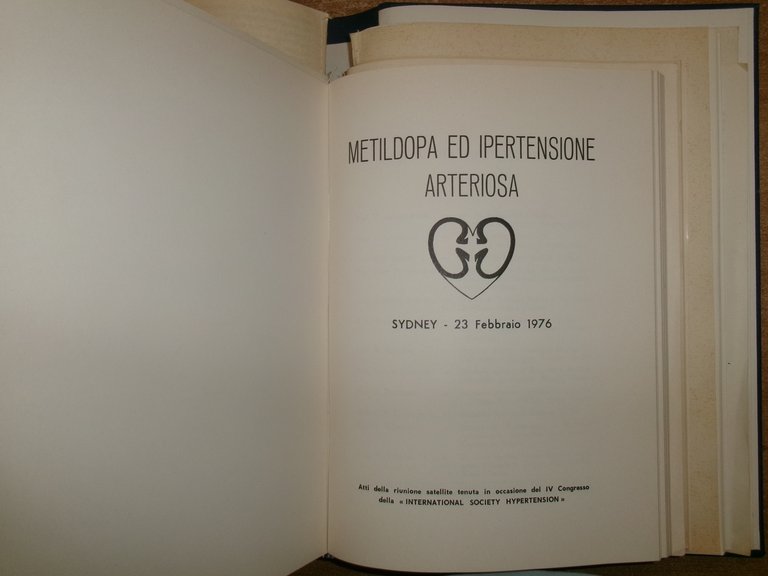 METILDOPA ED IPERTENSIONE
ARTERIOSA
SYDNEY - 23 Febbraio 1976
Atti della riunione satellite tenuta in occasione del IV Congresso
della « INTERNATIONAL SOCIETY HYPERTENSION »